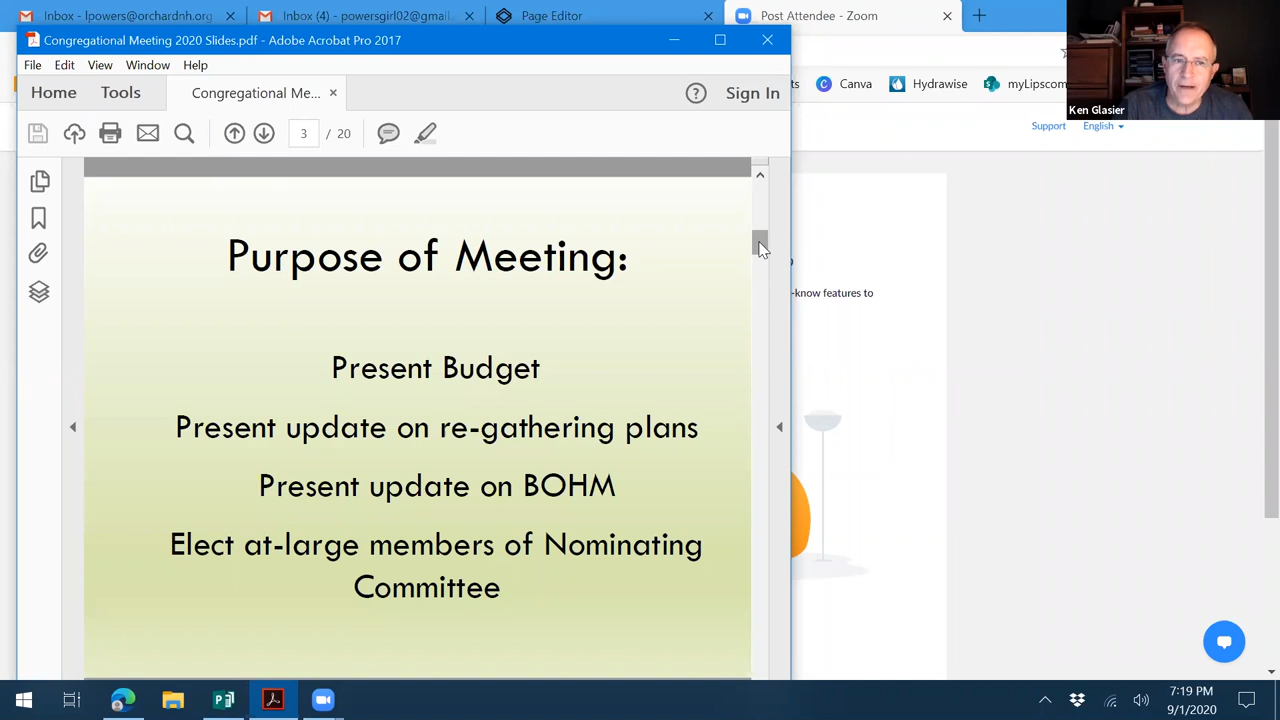 Inbox - lpowers@orchardnh.org
Inbox (4) - lpowersgirl02@gmail.
Page Editor
Post Attendee - Zoom
Congregational Meeting 2020 Slides.pdf - Adobe Acrobat Pro 2017
File Edit View Window Help
Home Tools Congregational Me... Sign In
ts Canva Hydrawise myLipscom
Ken Glasier
3 / 20
Support English
Purpose of Meeting:
-know features to
Present Budget
Present update on re-gathering plans
Present update on BOHM
Elect at-large members of Nominating
Committee
7:19 PM
9/1/2020